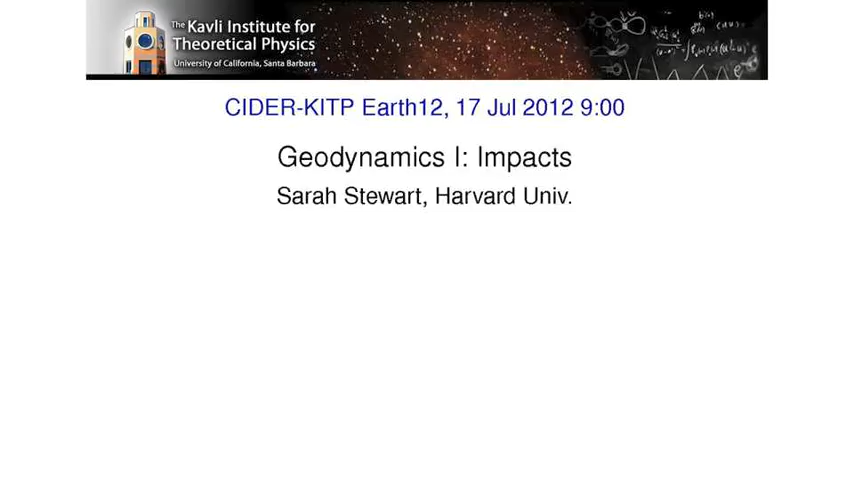 The Kavli Institute for
Theoretical Physics
University of California, Santa Barbara
CIDER-KITP Earth12, 17 Jul 2012 9:00
Geodynamics I: Impacts
Sarah Stewart, Harvard Univ.